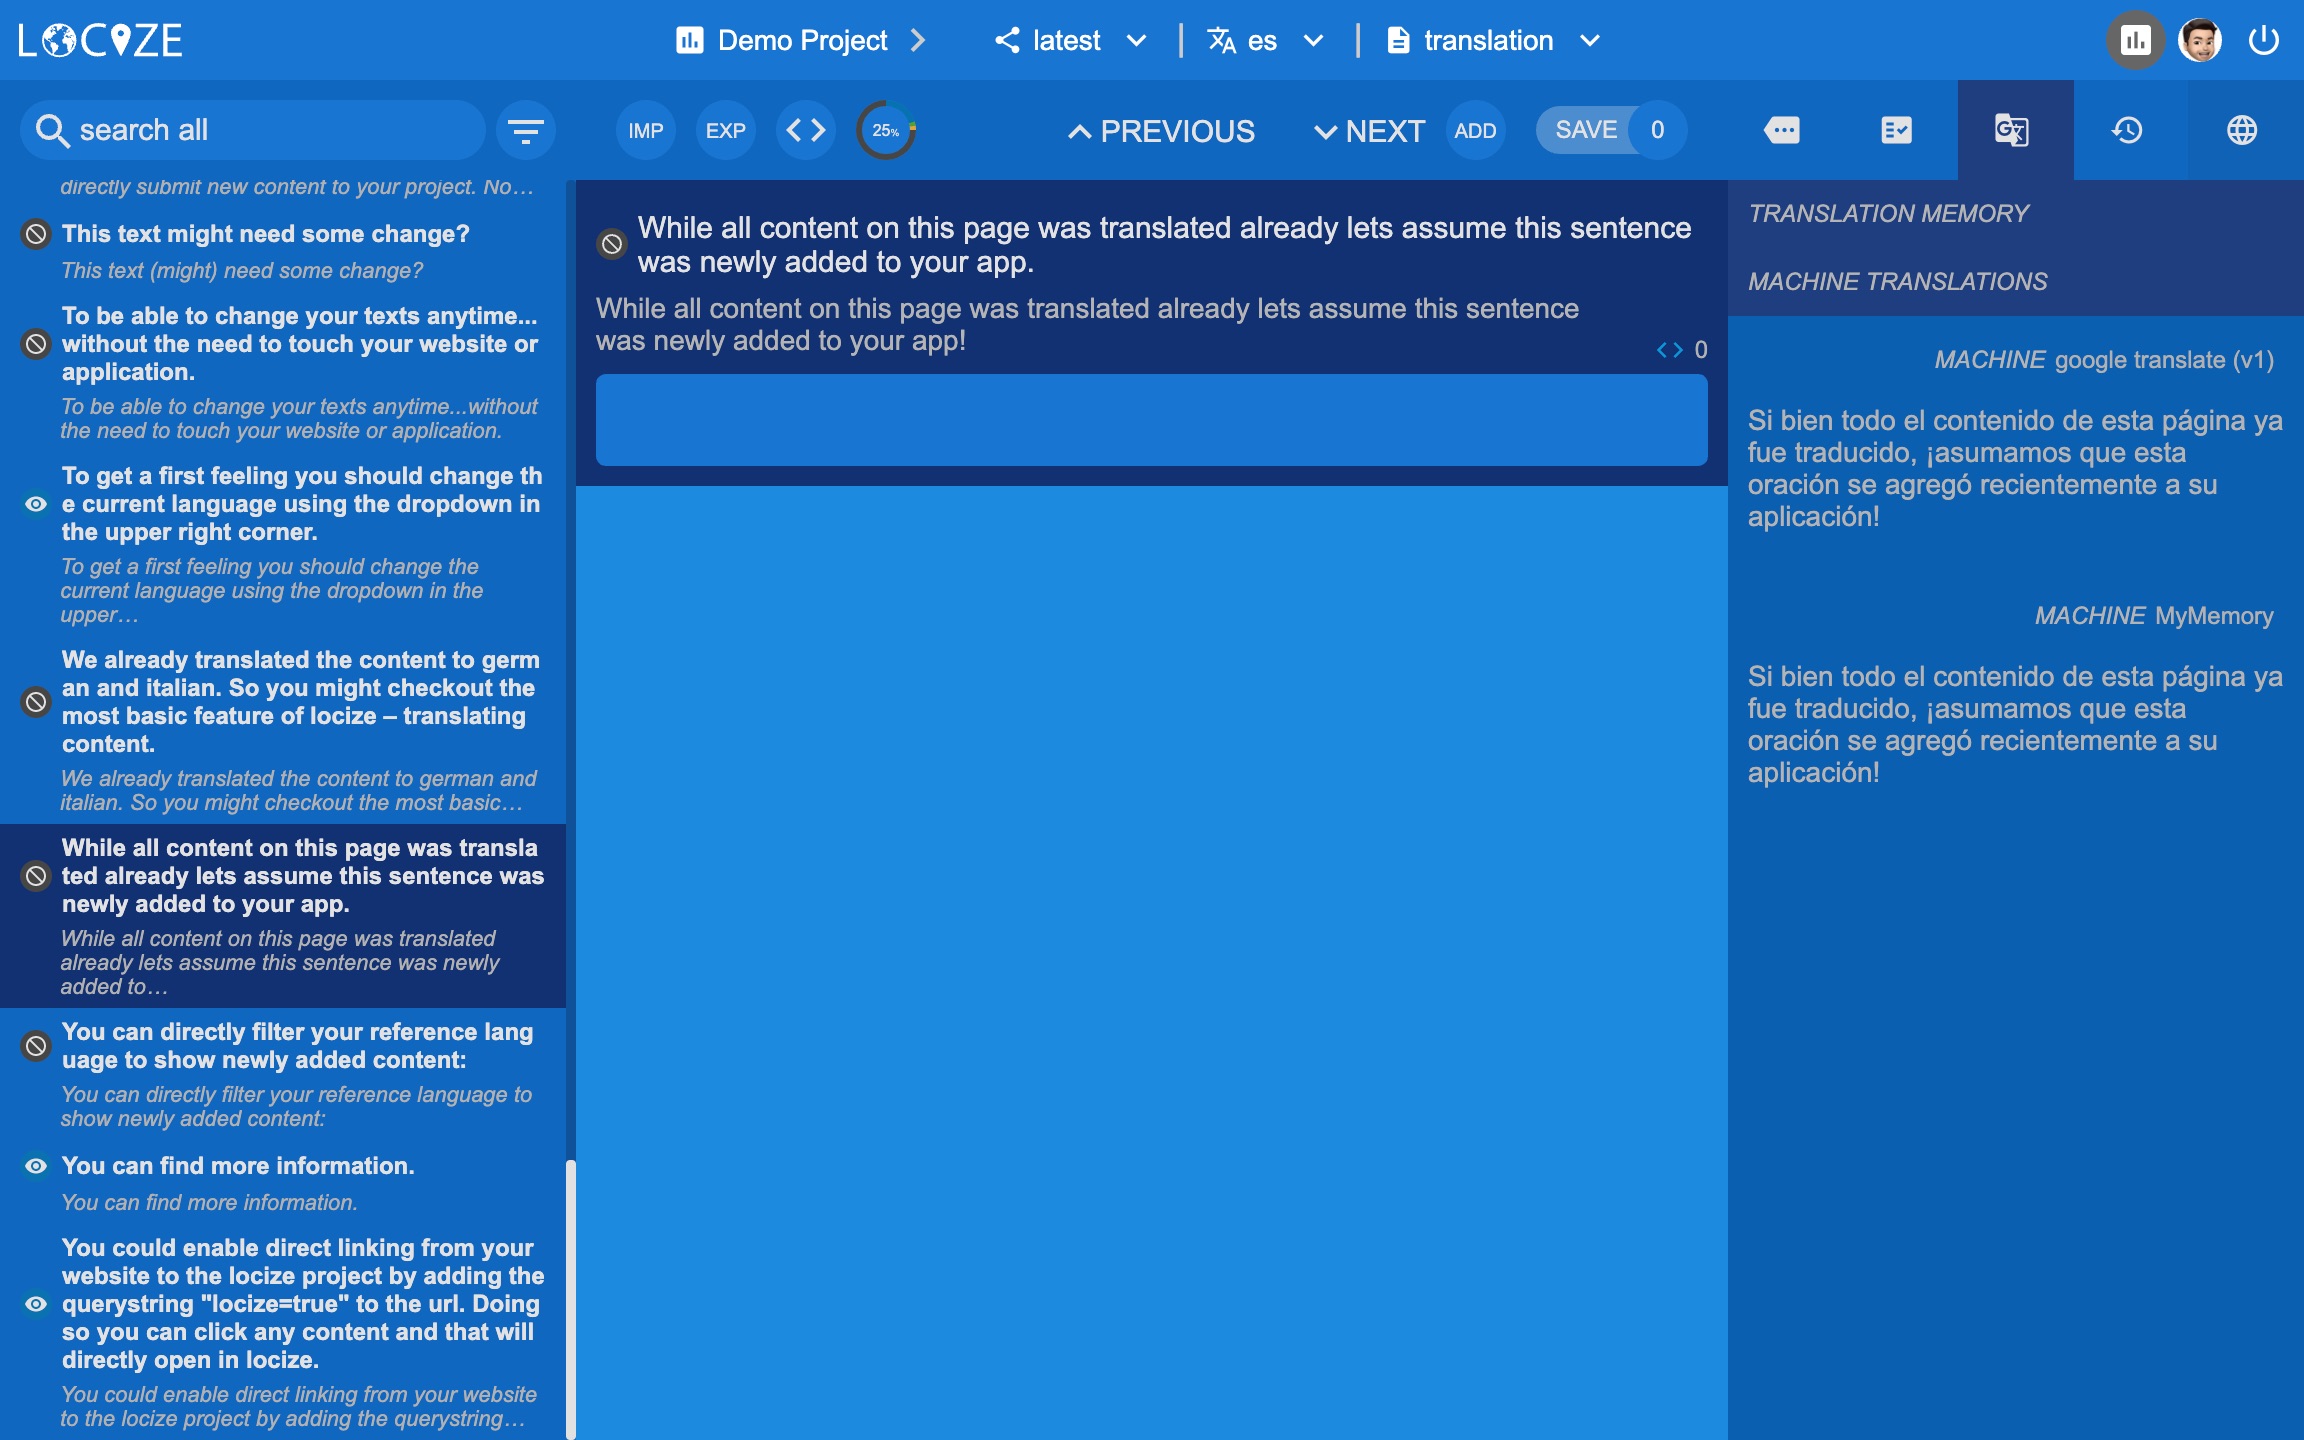 LOCIZE
Demo Project
latest
es
translation
search all
IMP
EXP
25%
PREVIOUS
NEXT
ADD
SAVE
0
directly submit new content to your project. No…
This text might need some change?
This text (might) need some change?
To be able to change your texts anytime...
without the need to touch your website or
application.
To be able to change your texts anytime...without
the need to touch your website or application.
To get a first feeling you should change th
e current language using the dropdown in
the upper right corner.
To get a first feeling you should change the
current language using the dropdown in the
upper…
We already translated the content to germ
an and italian. So you might checkout the
most basic feature of locize – translating
content.
We already translated the content to german and
italian. So you might checkout the most basic…
While all content on this page was transla
ted already lets assume this sentence was
newly added to your app.
While all content on this page was translated
already lets assume this sentence was newly
added to…
You can directly filter your reference lang
uage to show newly added content:
You can directly filter your reference language to
show newly added content:
You can find more information.
You can find more information.
You could enable direct linking from your
website to the locize project by adding the
querystring "locize=true" to the url. Doing
so you can click any content and that will
directly open in locize.
You could enable direct linking from your website
to the locize project by adding the querystring…
While all content on this page was translated already lets assume this sentence
was newly added to your app.
While all content on this page was translated already lets assume this sentence
was newly added to your app!
<> 0
TRANSLATION MEMORY
MACHINE TRANSLATIONS
MACHINE google translate (v1)
Si bien todo el contenido de esta página ya
fue traducido, ¡asumamos que esta
oración se agregó recientemente a su
aplicación!
MACHINE MyMemory
Si bien todo el contenido de esta página ya
fue traducido, ¡asumamos que esta
oración se agregó recientemente a su
aplicación!